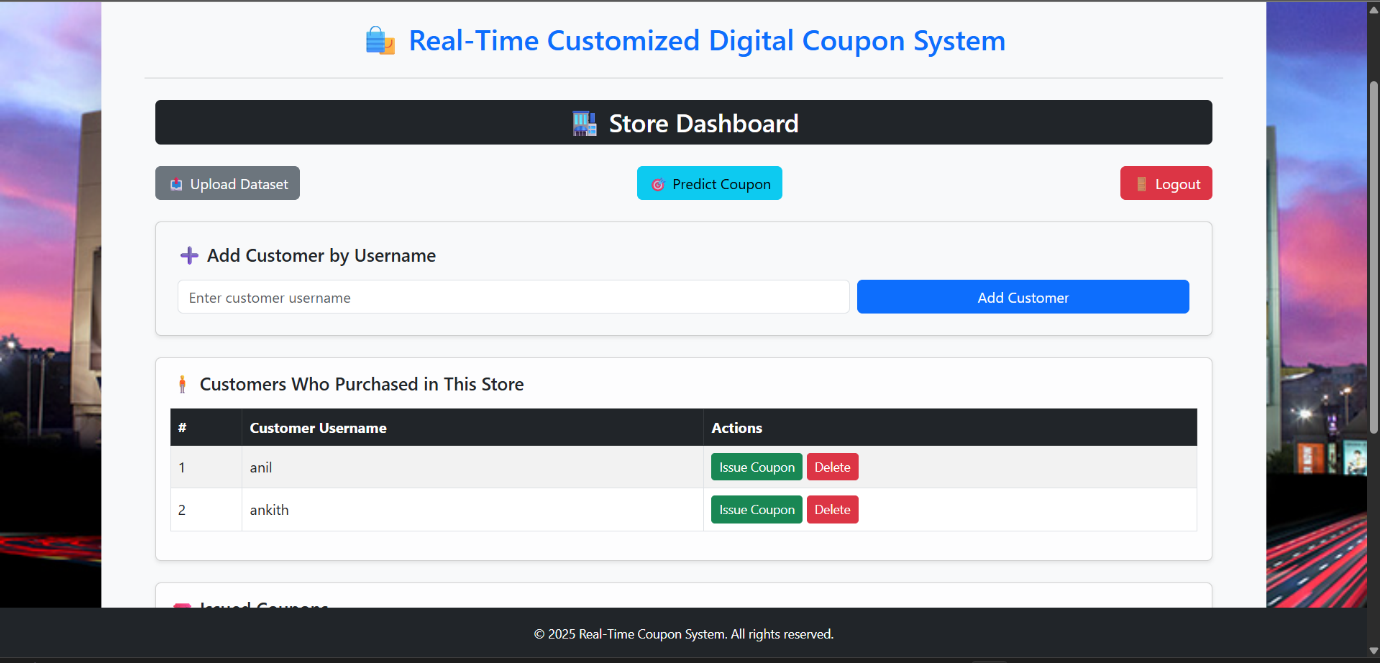 Real-Time Customized Digital Coupon System
Store Dashboard
Upload Dataset
Predict Coupon
Logout
Add Customer by Username
Enter customer username
Add Customer
Customers Who Purchased in This Store
# Customer Username Actions
1 anil Issue Coupon Delete
2 ankith Issue Coupon Delete
Issued Coupons
© 2025 Real-Time Coupon System. All rights reserved.